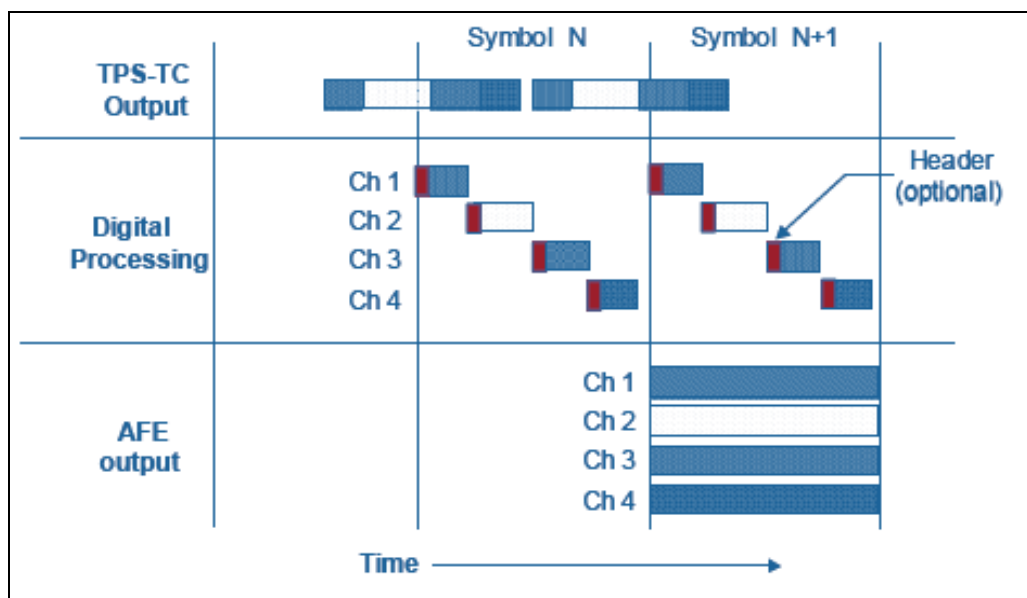 Symbol N
Symbol N+1
TPS-TC
Output
Header
(optional)
Digital
Processing
Ch 1
Ch 2
Ch 3
Ch 4
AFE
output
Ch 1
Ch 2
Ch 3
Ch 4
Time